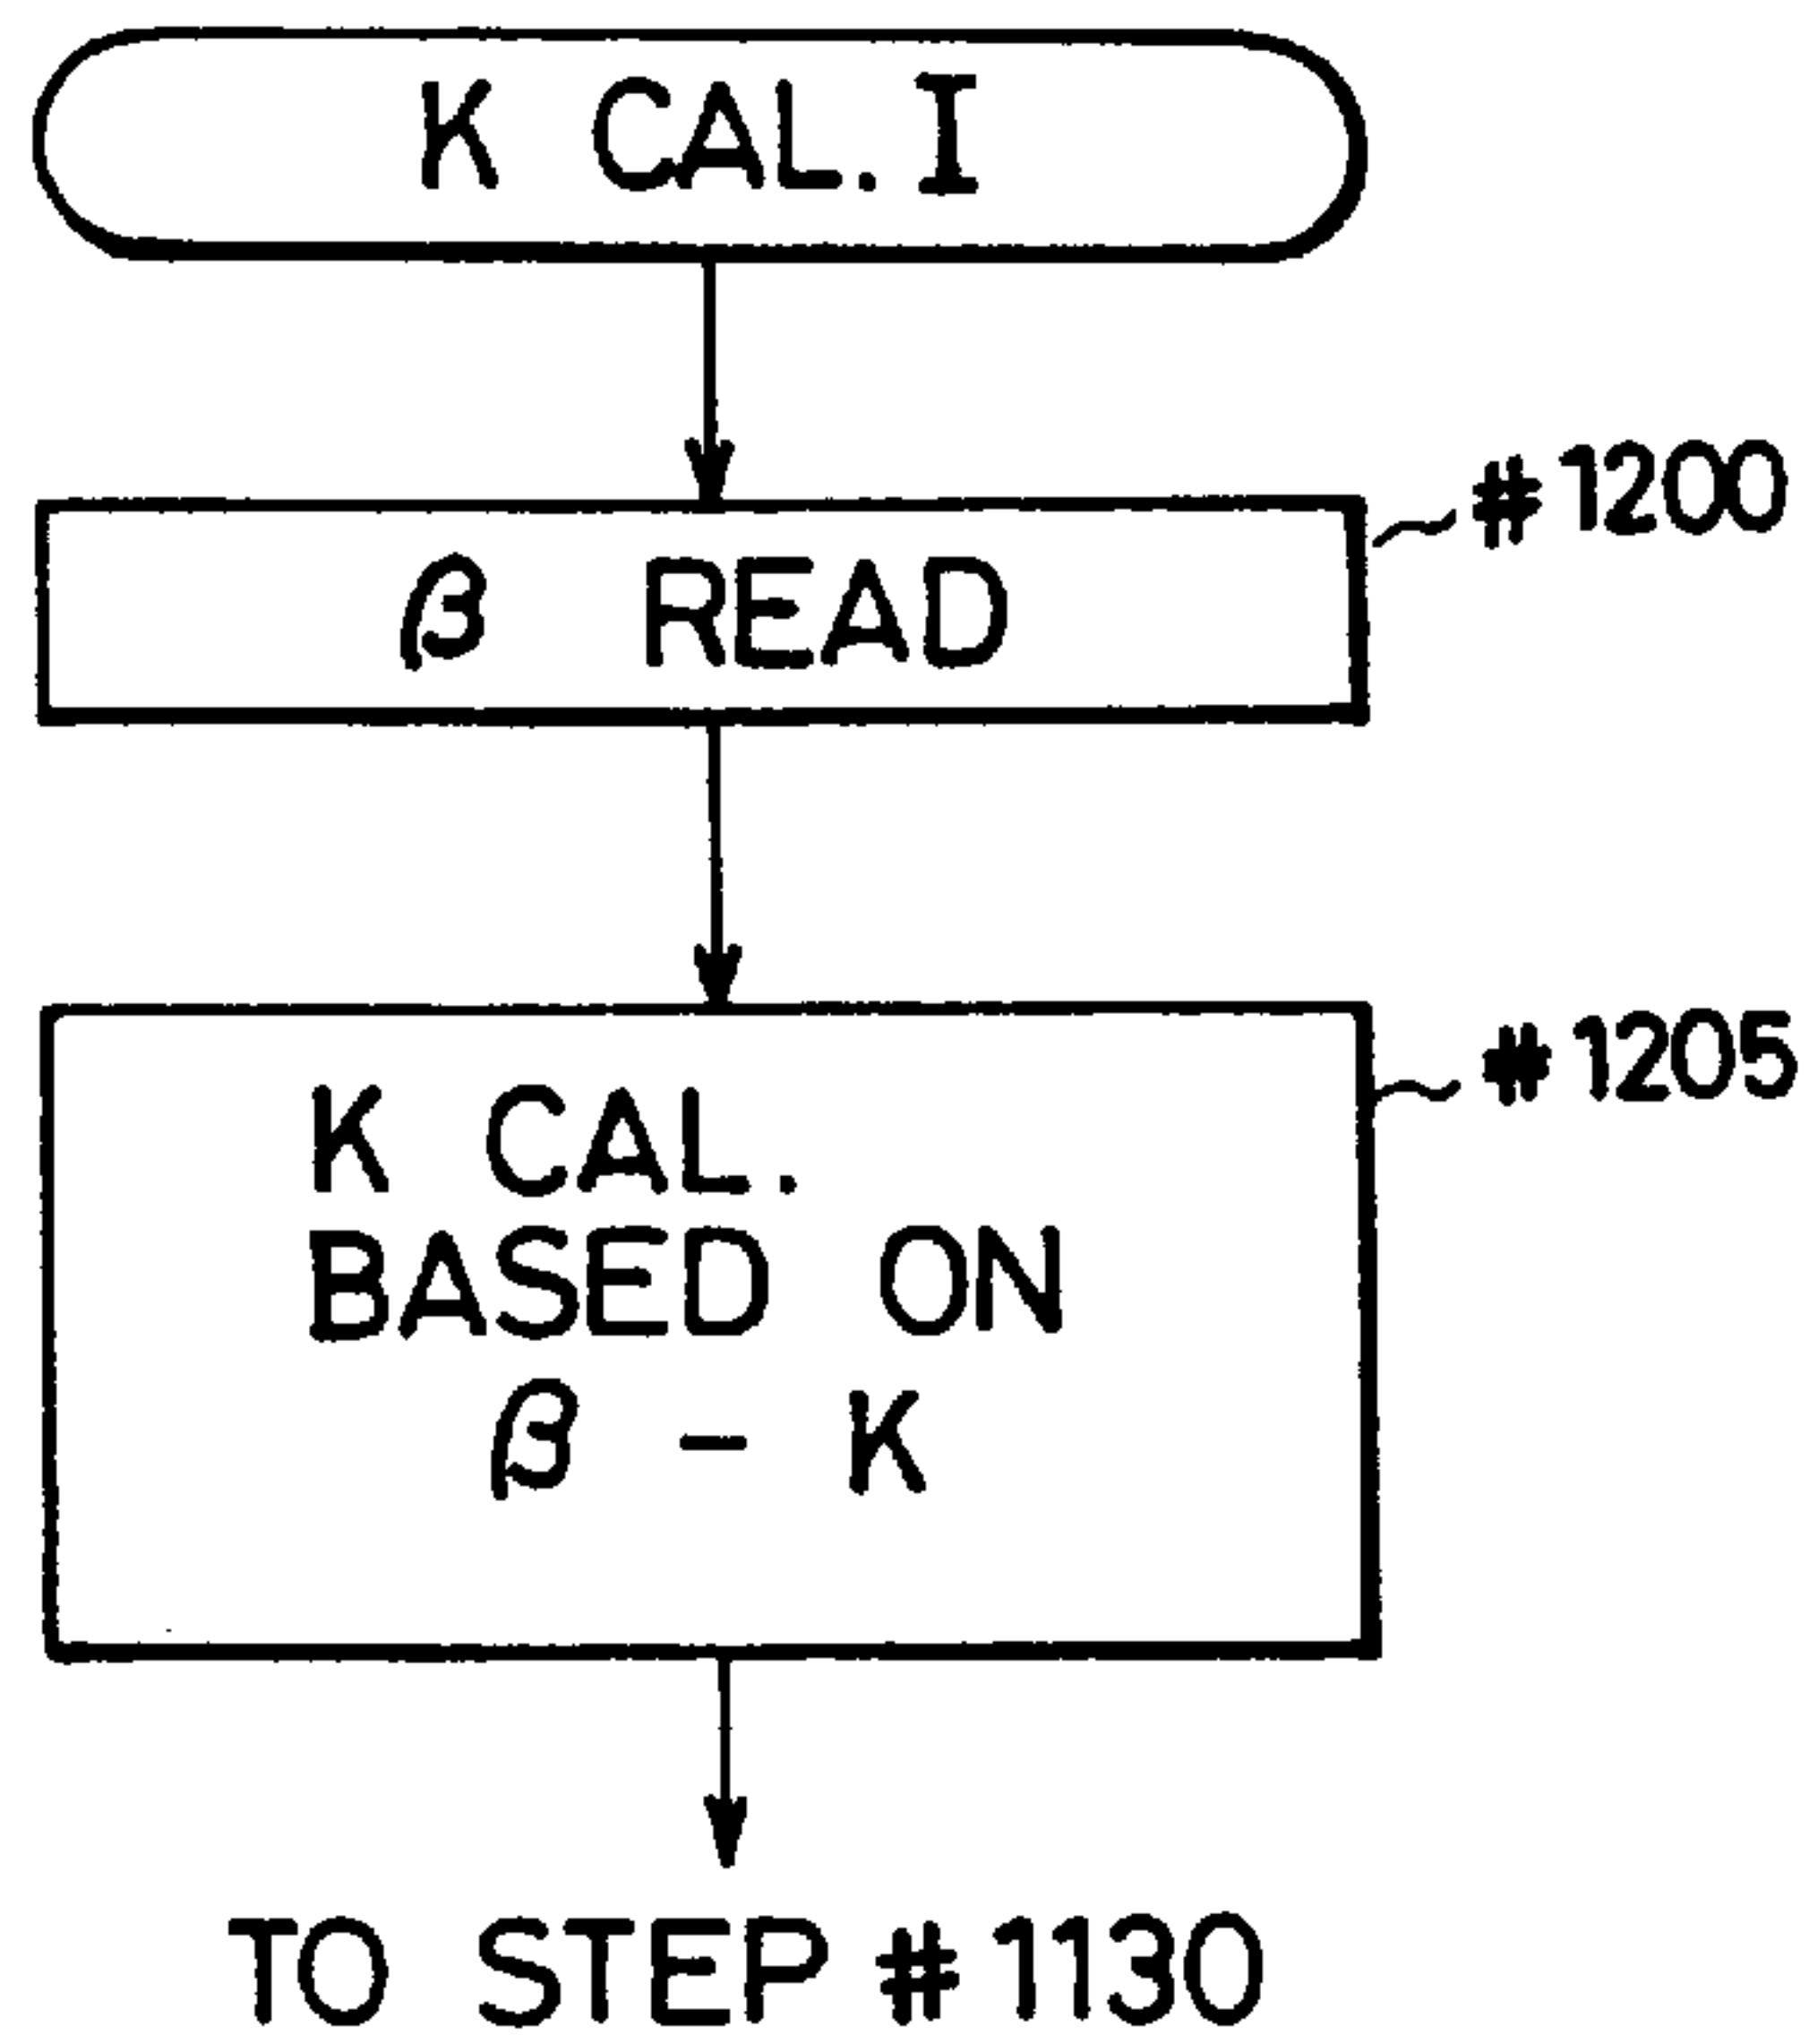 K CAL.I
#1200
β READ
#1205
K CAL.
BASED ON
β - K
TO STEP #1130